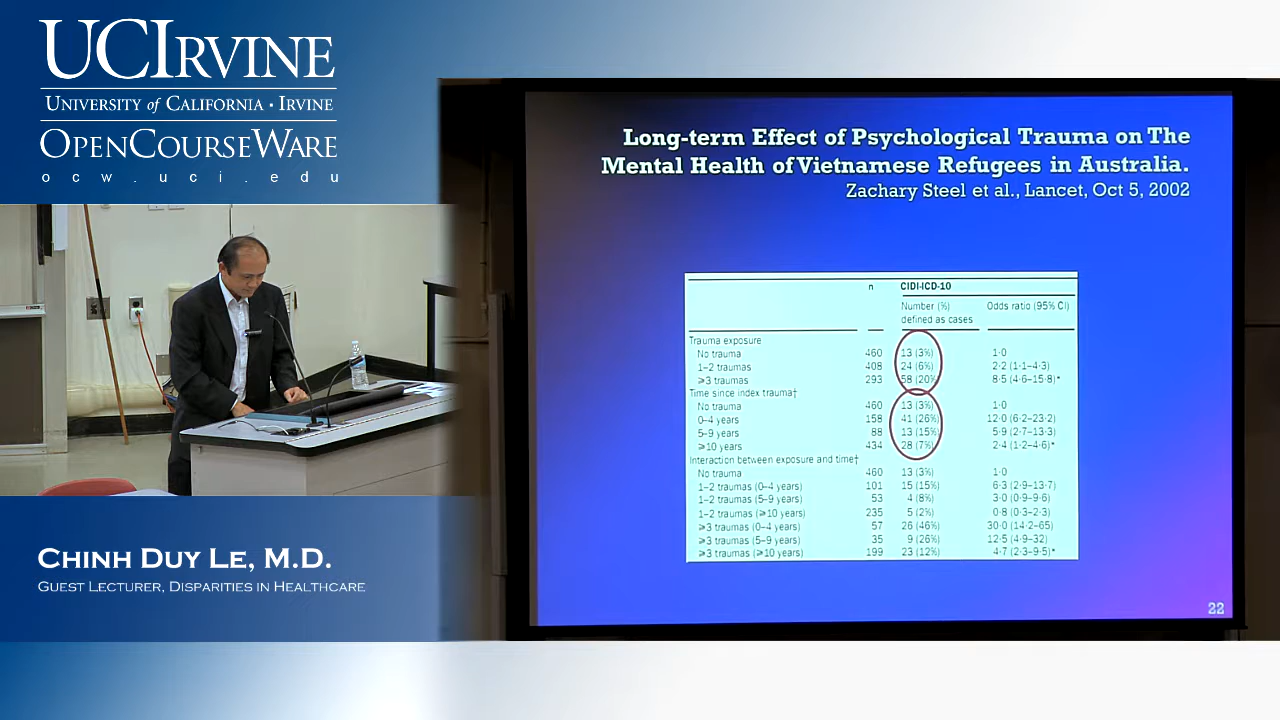 UCIRVINE
UNIVERSITY of CALIFORNIA · IRVINE
OPENCOURSEWARE
ocw.uci.edu
Long-term Effect of Psychological Trauma on The
Mental Health of Vietnamese Refugees in Australia.
Zachary Steel et al., Lancet, Oct 5, 2002
n CIDI-ICD-10
Number (%) Odds ratio (95% CI)
defined as cases
Trauma exposure
No trauma 460 13 (3%) 1·0
1–2 traumas 408 24 (6%) 2·2 (1·1–4·3)
≥3 traumas 293 58 (20% 8·5 (4·6–15·8)*
Time since index trauma†
No trauma 460 13 (3%) 1·0
0–4 years 158 41 (26%) 12·0 (6·2–23·2)
5–9 years 88 13 (15%) 5·9 (2·7–13·3)
≥10 years 434 28 (7%) 2·4 (1·2–4·6)*
Interaction between exposure and time†
No trauma 460 13 (3%) 1·0
1–2 traumas (0–4 years) 101 15 (15%) 6·3 (2·9–13·7)
1–2 traumas (5–9 years) 53 4 (8%) 3·0 (0·9–9·6)
1–2 traumas (≥10 years) 235 5 (2%) 0·8 (0·3–2·3)
≥3 traumas (0–4 years) 57 26 (46%) 30·0 (14·2–65)
≥3 traumas (5–9 years) 35 9 (26%) 12·5 (4·9–32)
≥3 traumas (≥10 years) 199 23 (12%) 4·7 (2·3–9·5)*
22
CHINH DUY LE, M.D.
GUEST LECTURER, DISPARITIES IN HEALTHCARE